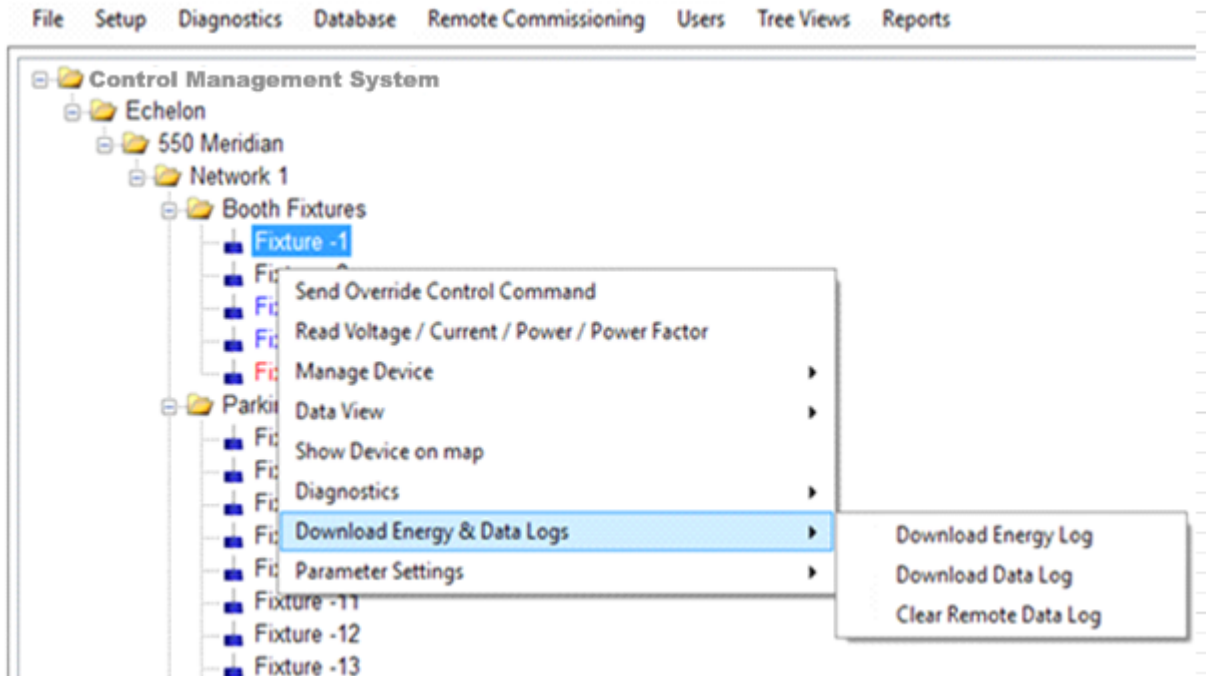 File Setup Diagnostics Database Remote Commissioning Users Tree Views Reports
Control Management System
Echelon
550 Meridian
Network 1
Booth Fixtures
Fixture -1
Send Override Control Command
Read Voltage / Current / Power / Power Factor
Manage Device
Data View
Show Device on map
Diagnostics
Download Energy & Data Logs
Parameter Settings
Download Energy Log
Download Data Log
Clear Remote Data Log
Fixture -11
Fixture -12
Fixture -13